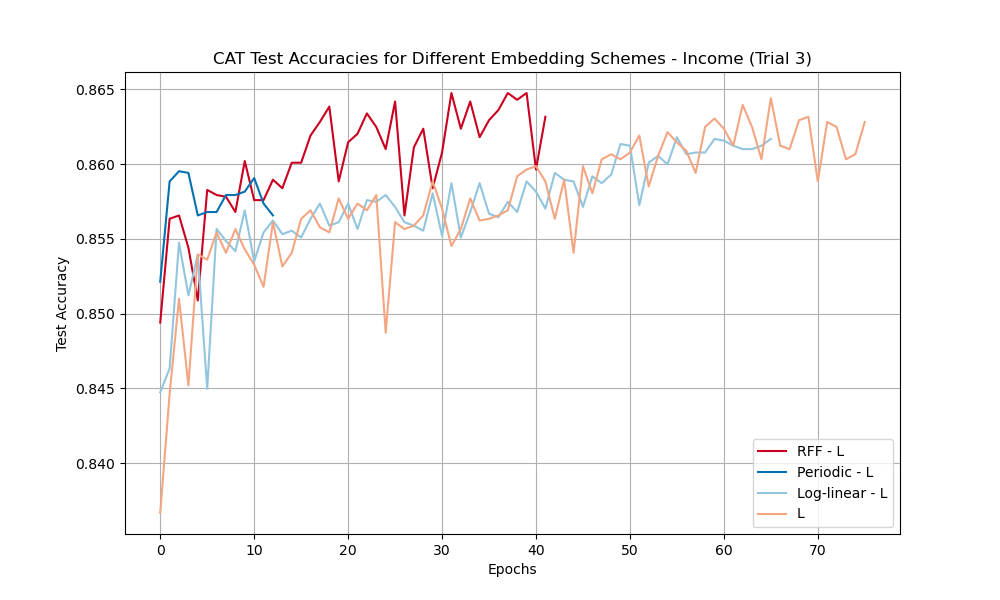 CAT Test Accuracies for Different Embedding Schemes - Income (Trial 3)
0.865
0.860
0.855
0.850
0.845
0.840
Test Accuracy
0 10 20 30 40 50 60 70
Epochs
RFF - L
Periodic - L
Log-linear - L
L